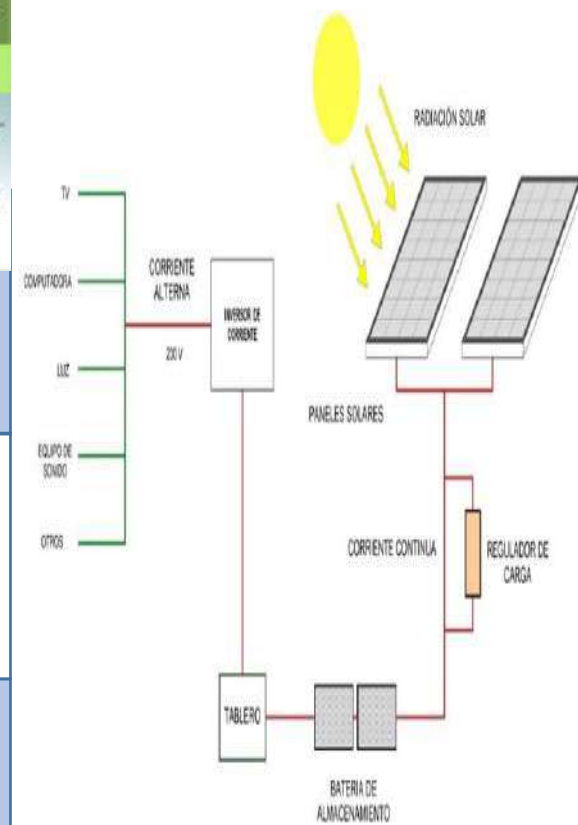 RADIACIÓN SOLAR
TV
COMPUTADORA
LUZ
EQUIPO DE
SONIDO
OTROS
CORRIENTE
ALTERNA
200 V
INVERSOR DE
CORRIENTE
PANELES SOLARES
CORRIENTE CONTINUA
REGULADOR DE
CARGA
TABLERO
BATERIA DE
ALMACENAMIENTO